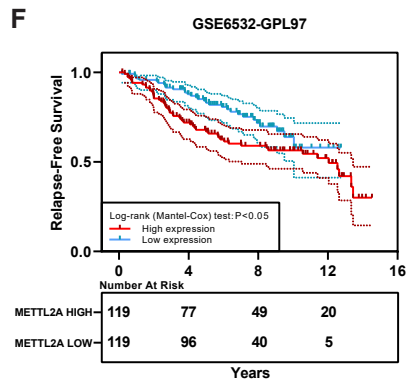 F
GSE6532-GPL97
Relapse-Free Survival
1.0
0.5
0.0
Log-rank (Mantel-Cox) test:P<0.05
High expression
Low expression
0 4 8 12 16
Number At Risk
METTL2A HIGH 119 77 49 20
METTL2A LOW 119 96 40 5
Years